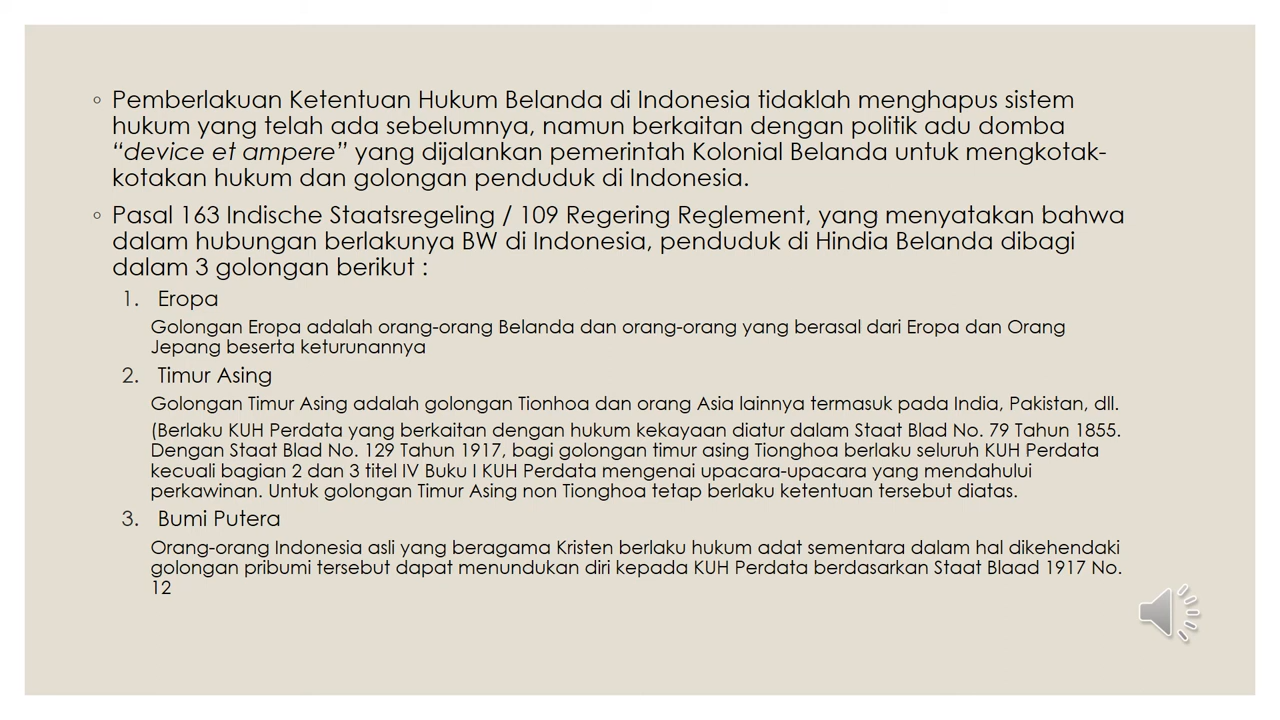 ◦ Pemberlakuan Ketentuan Hukum Belanda di Indonesia tidaklah menghapus sistem
hukum yang telah ada sebelumnya, namun berkaitan dengan politik adu domba
“device et ampere” yang dijalankan pemerintah Kolonial Belanda untuk mengkotak-
kotakan hukum dan golongan penduduk di Indonesia.
◦ Pasal 163 Indische Staatsregeling / 109 Regering Reglement, yang menyatakan bahwa
dalam hubungan berlakunya BW di Indonesia, penduduk di Hindia Belanda dibagi
dalam 3 golongan berikut :
1. Eropa
Golongan Eropa adalah orang-orang Belanda dan orang-orang yang berasal dari Eropa dan Orang
Jepang beserta keturunannya
2. Timur Asing
Golongan Timur Asing adalah golongan Tionhoa dan orang Asia lainnya termasuk pada India, Pakistan, dll.
(Berlaku KUH Perdata yang berkaitan dengan hukum kekayaan diatur dalam Staat Blad No. 79 Tahun 1855.
Dengan Staat Blad No. 129 Tahun 1917, bagi golongan timur asing Tionghoa berlaku seluruh KUH Perdata
kecuali bagian 2 dan 3 titel IV Buku I KUH Perdata mengenai upacara-upacara yang mendahului
perkawinan. Untuk golongan Timur Asing non Tionghoa tetap berlaku ketentuan tersebut diatas.
3. Bumi Putera
Orang-orang Indonesia asli yang beragama Kristen berlaku hukum adat sementara dalam hal dikehendaki
golongan pribumi tersebut dapat menundukan diri kepada KUH Perdata berdasarkan Staat Blaad 1917 No.
12